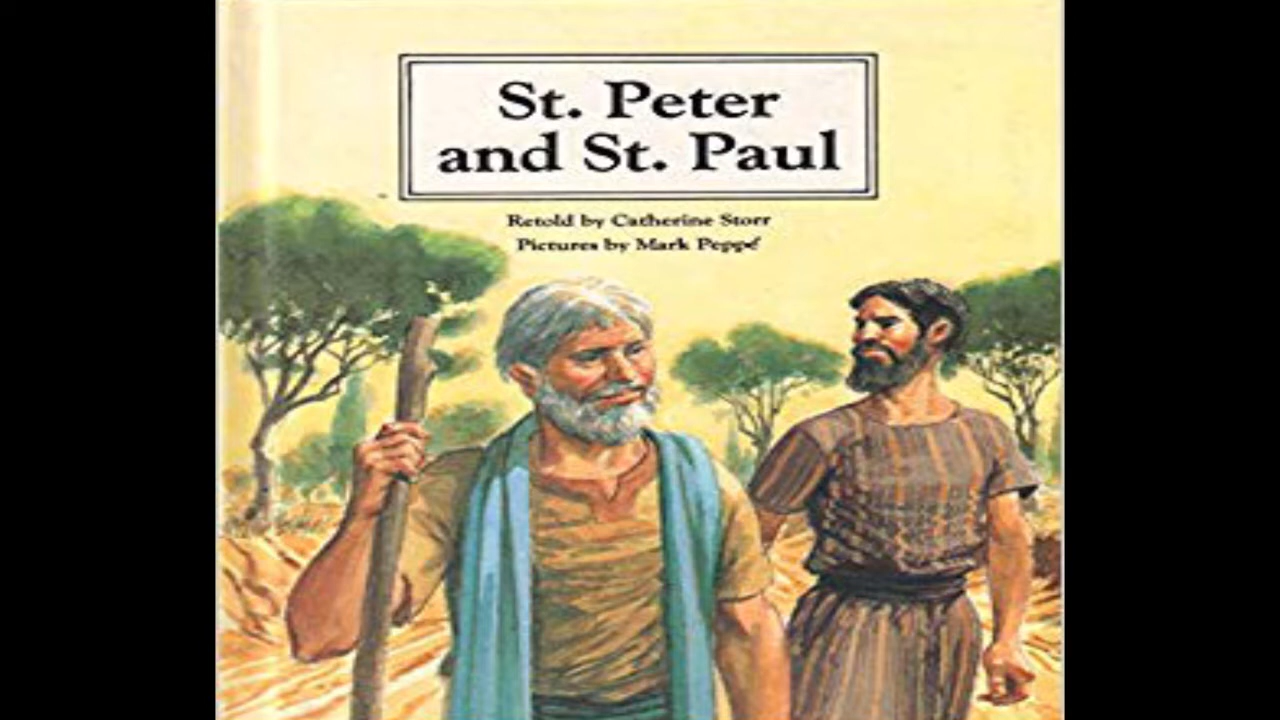 St. Peter
and St. Paul
Retold by Catherine Storr
Pictures by Mark Peppé